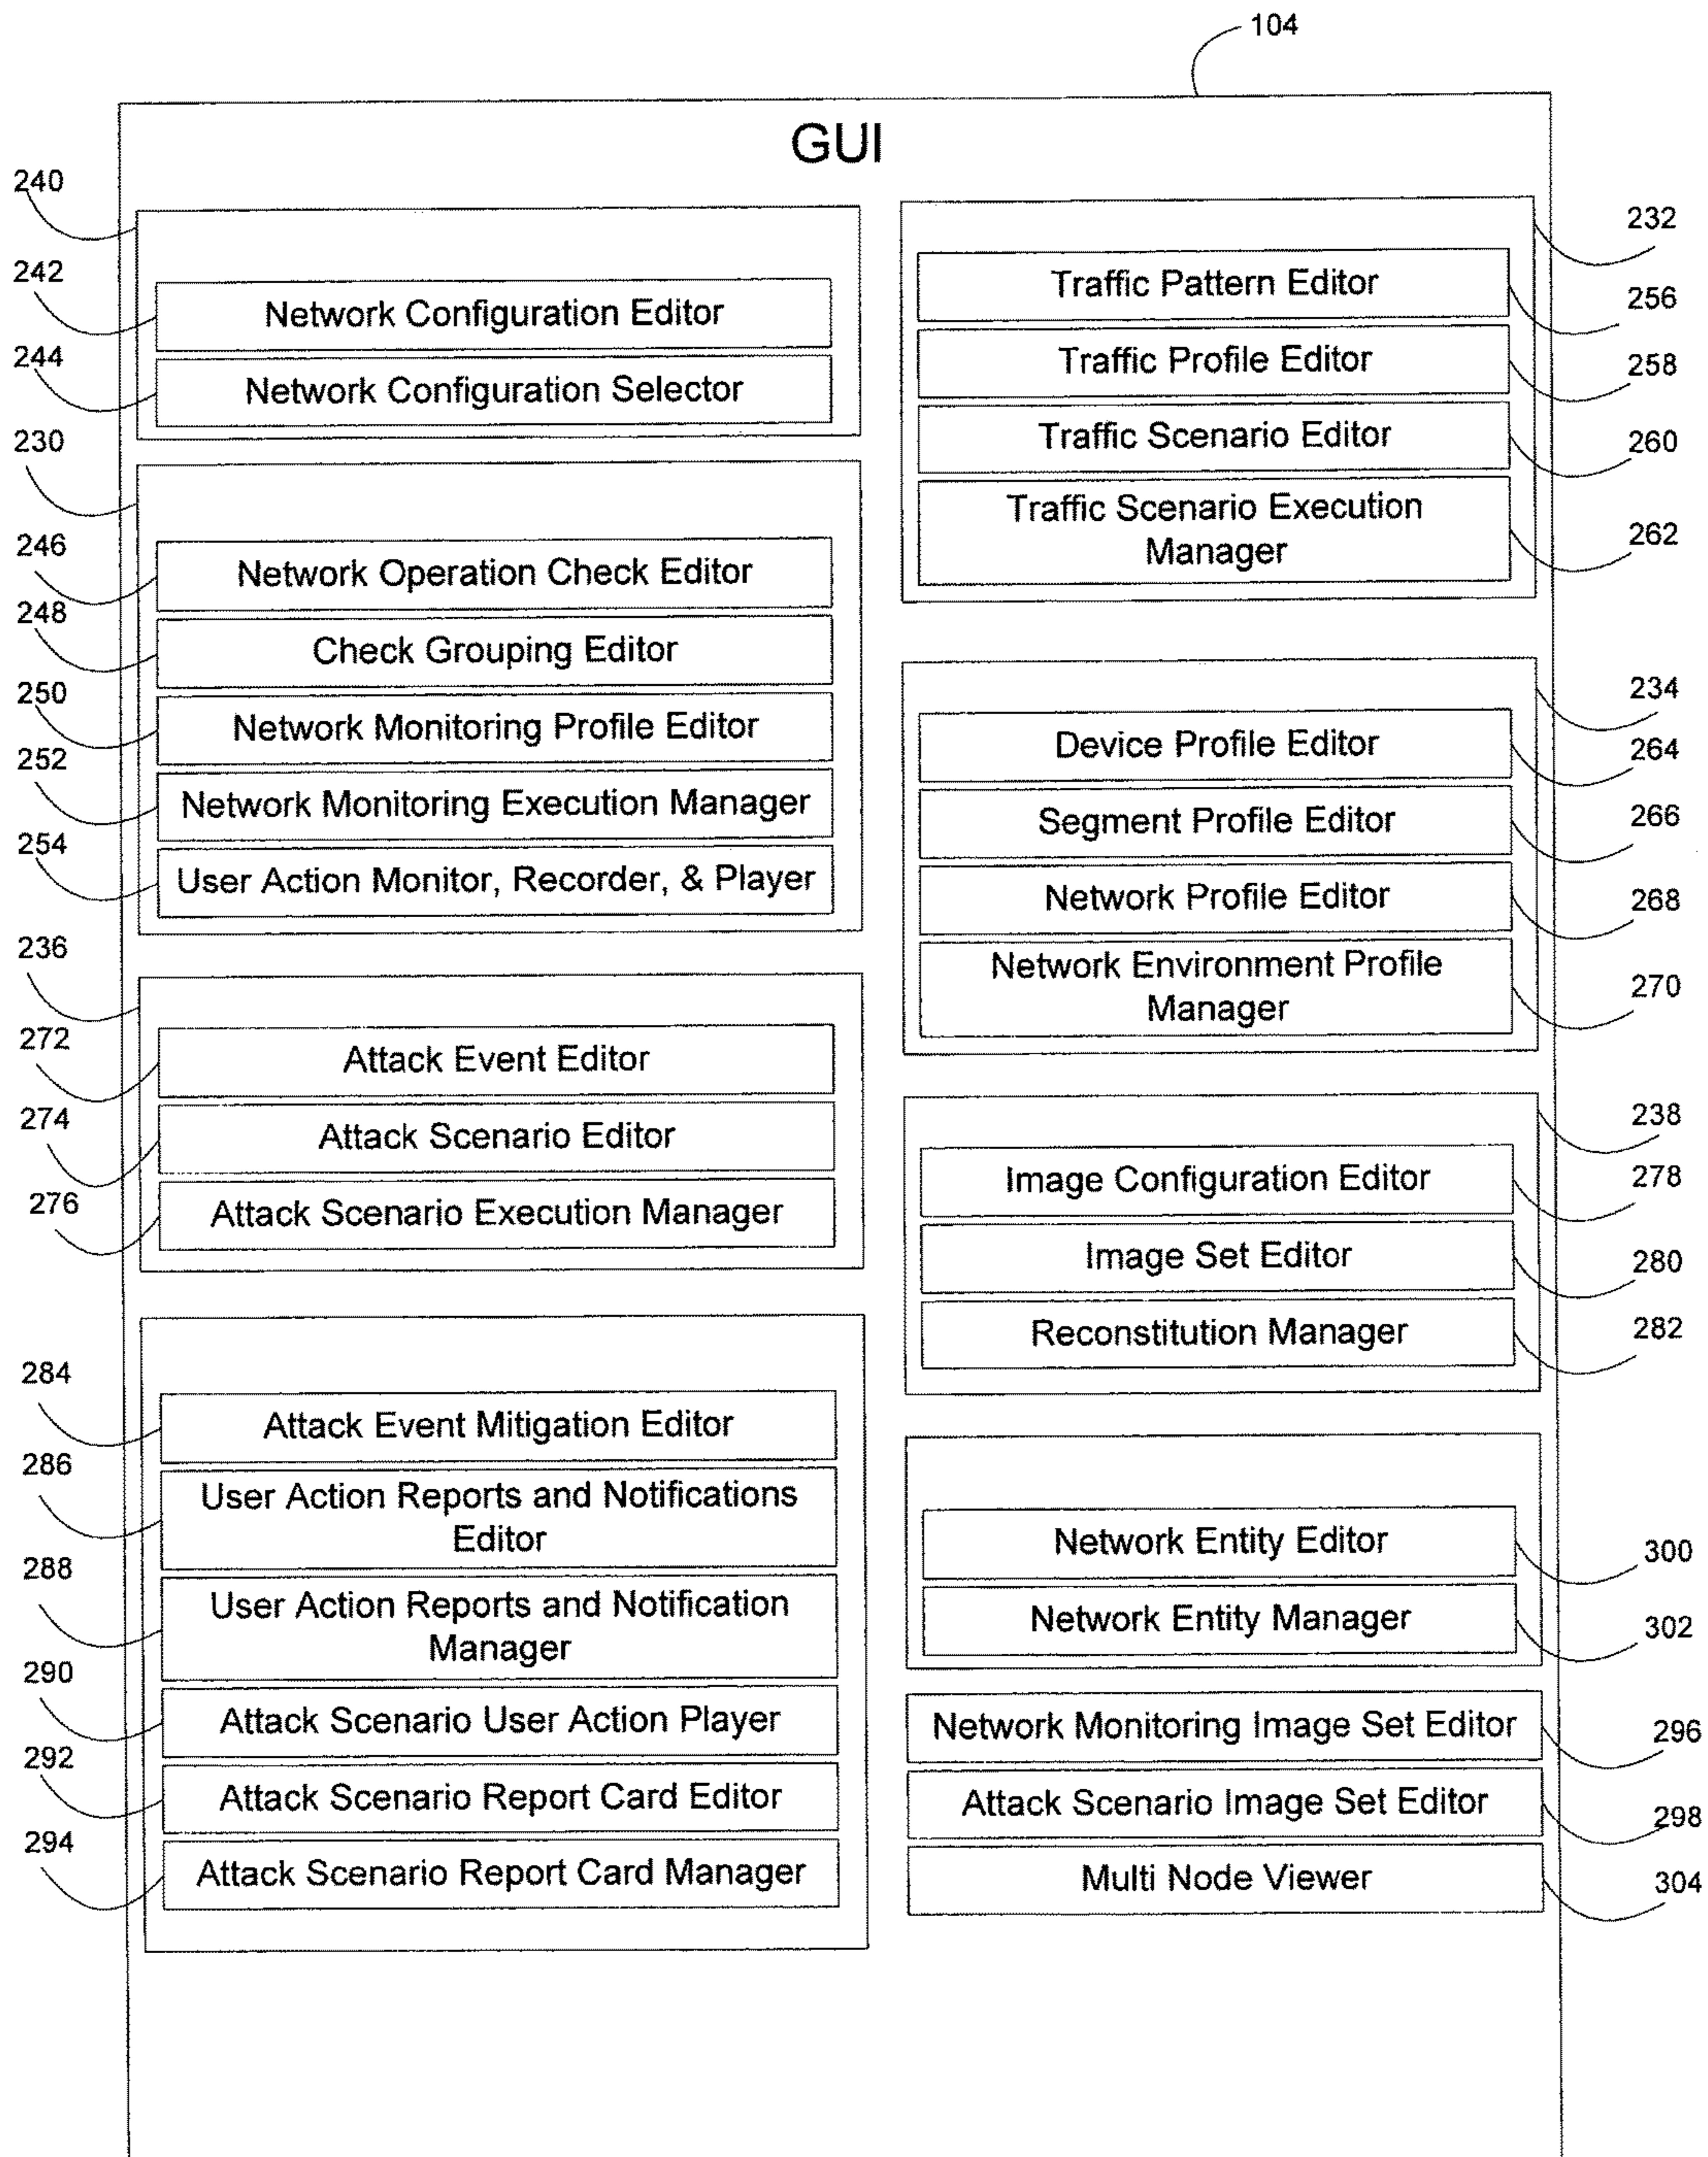 104
GUI
240
242
Network Configuration Editor
244
Network Configuration Selector
230
246
Network Operation Check Editor
248
Check Grouping Editor
250
Network Monitoring Profile Editor
252
Network Monitoring Execution Manager
254
User Action Monitor, Recorder, & Player
236
272
Attack Event Editor
274
Attack Scenario Editor
276
Attack Scenario Execution Manager
284
Attack Event Mitigation Editor
286
User Action Reports and Notifications
Editor
288
User Action Reports and Notification
Manager
290
Attack Scenario User Action Player
292
Attack Scenario Report Card Editor
294
Attack Scenario Report Card Manager
232
Traffic Pattern Editor
256
Traffic Profile Editor
258
Traffic Scenario Editor
260
Traffic Scenario Execution
Manager
262
234
Device Profile Editor
264
Segment Profile Editor
266
Network Profile Editor
268
Network Environment Profile
Manager
270
238
Image Configuration Editor
278
Image Set Editor
280
Reconstitution Manager
282
Network Entity Editor
300
Network Entity Manager
302
Network Monitoring Image Set Editor
296
Attack Scenario Image Set Editor
298
Multi Node Viewer
304